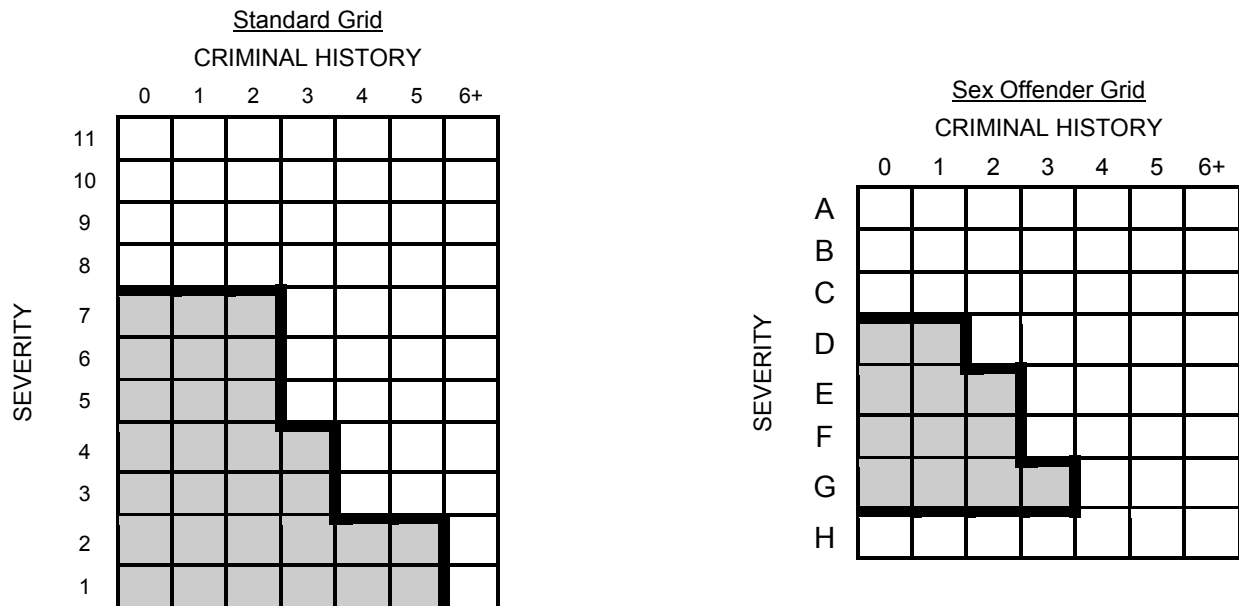 Standard Grid
CRIMINAL HISTORY
0 1 2 3 4 5 6+
11
10
9
8
7
6
5
4
3
2
1
SEVERITY
Sex Offender Grid
CRIMINAL HISTORY
0 1 2 3 4 5 6+
A
B
C
D
E
F
G
H
SEVERITY